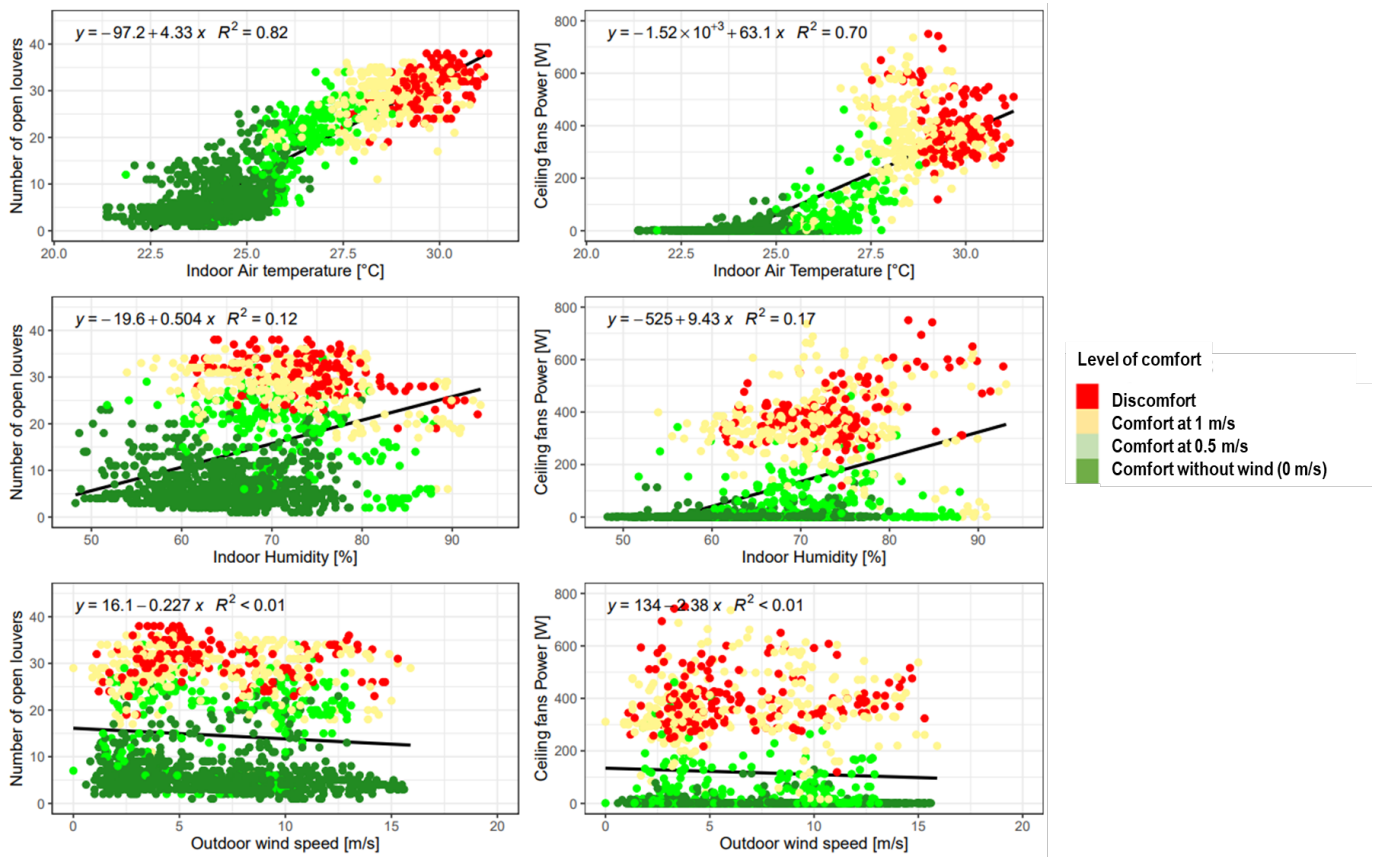 y = −97.2 + 4.33 x R² = 0.82
Number of open louvers
40
30
20
10
0
20.0 22.5 25.0 27.5 30.0
Indoor Air temperature [°C]
y = −1.52 × 10⁺³ + 63.1 x R² = 0.70
Ceiling fans Power [W]
800
600
400
200
0
20.0 22.5 25.0 27.5 30.0
Indoor Air Temperature [°C]
y = −19.6 + 0.504 x R² = 0.12
Number of open louvers
40
30
20
10
0
50 60 70 80 90
Indoor Humidity [%]
y = −525 + 9.43 x R² = 0.17
Ceiling fans Power [W]
800
600
400
200
0
50 60 70 80 90
Indoor Humidity [%]
y = 16.1 − 0.227 x R² < 0.01
Number of open louvers
40
30
20
10
0
0 5 10 15 20
Outdoor wind speed [m/s]
y = 134 − 2.38 x R² < 0.01
Ceiling fans Power [W]
800
600
400
200
0
0 5 10 15 20
Outdoor wind speed [m/s]
Level of comfort
Discomfort
Comfort at 1 m/s
Comfort at 0.5 m/s
Comfort without wind (0 m/s)